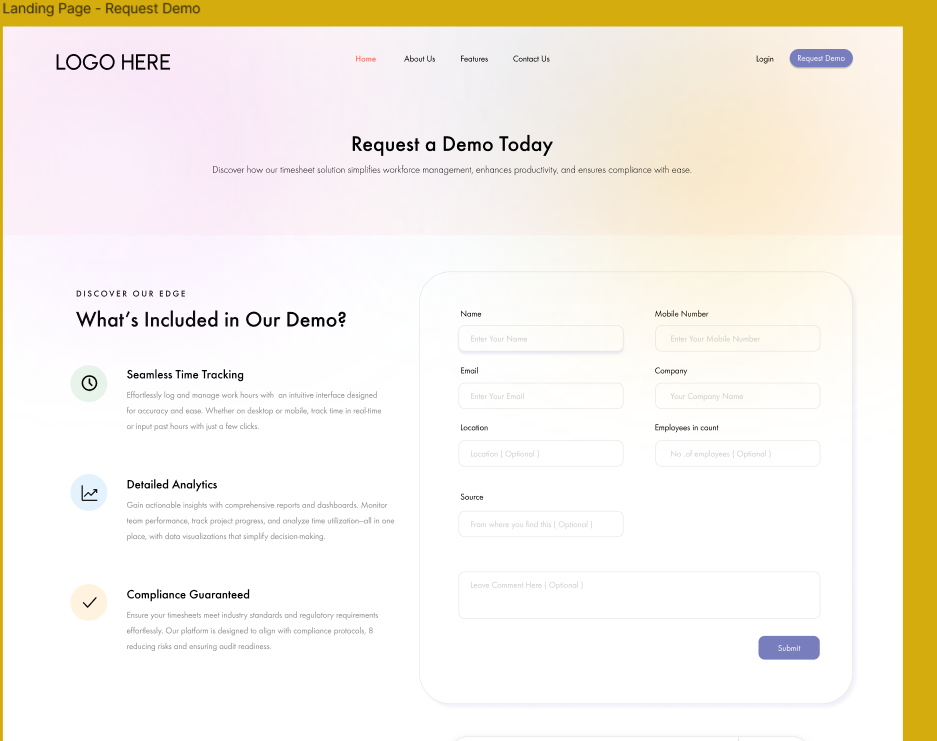 Landing Page - Request Demo
LOGO HERE
Home
About Us
Features
Contact Us
Login
Request Demo
Request a Demo Today
Discover how our timesheet solution simplifies workforce management, enhances productivity, and ensures compliance with ease.
DISCOVER OUR EDGE
What's Included in Our Demo?
Seamless Time Tracking
Effortlessly log and manage work hours with an intuitive interface designed
for accuracy and ease. Whether on desktop or mobile, track time in real-time
or input past hours with just a few clicks.
Detailed Analytics
Gain actionable insights with comprehensive reports and dashboards. Monitor
team performance, track project progress, and analyze time utilization—all in one
place, with data visualizations that simplify decision-making.
Compliance Guaranteed
Ensure your timesheets meet industry standards and regulatory requirements
effortlessly. Our platform is designed to align with compliance protocols, 8
reducing risks and ensuring audit readiness.
Name
Enter Your Name
Mobile Number
Enter Your Mobile Number
Email
Enter Your Email
Company
Your Company Name
Location
Location ( Optional )
Employees in count
No .of employees ( Optional )
Source
From where you find this ( Optional )
Leave Comment Here ( Optional )
Submit